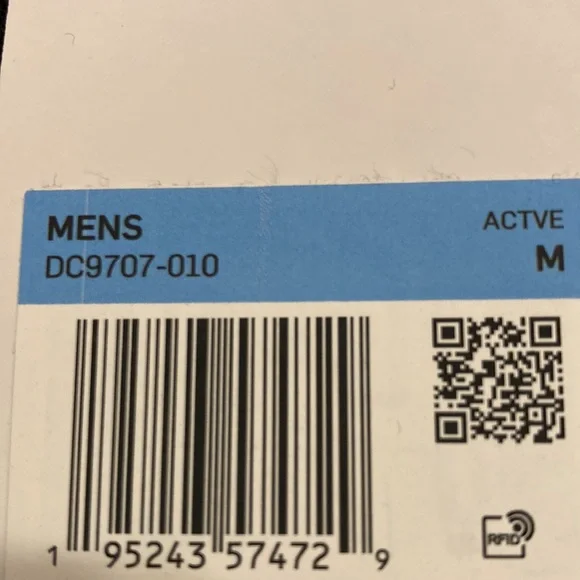 MENS
ACTVE
DC9707-010
M
1 95243 57472 9
RFID